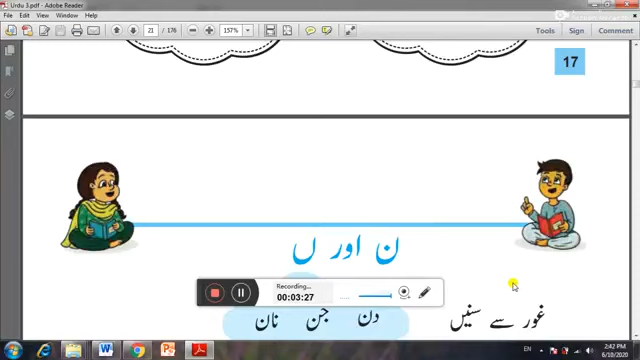 Urdu 3.pdf - Adobe Reader
File Edit View Window Help
21 / 176 157% Tools Sign Comment
17
ن اور ں
Recording...
00:03:27
غور سے سنیں دن جن نان
EN 2:42 PM
6/19/2020